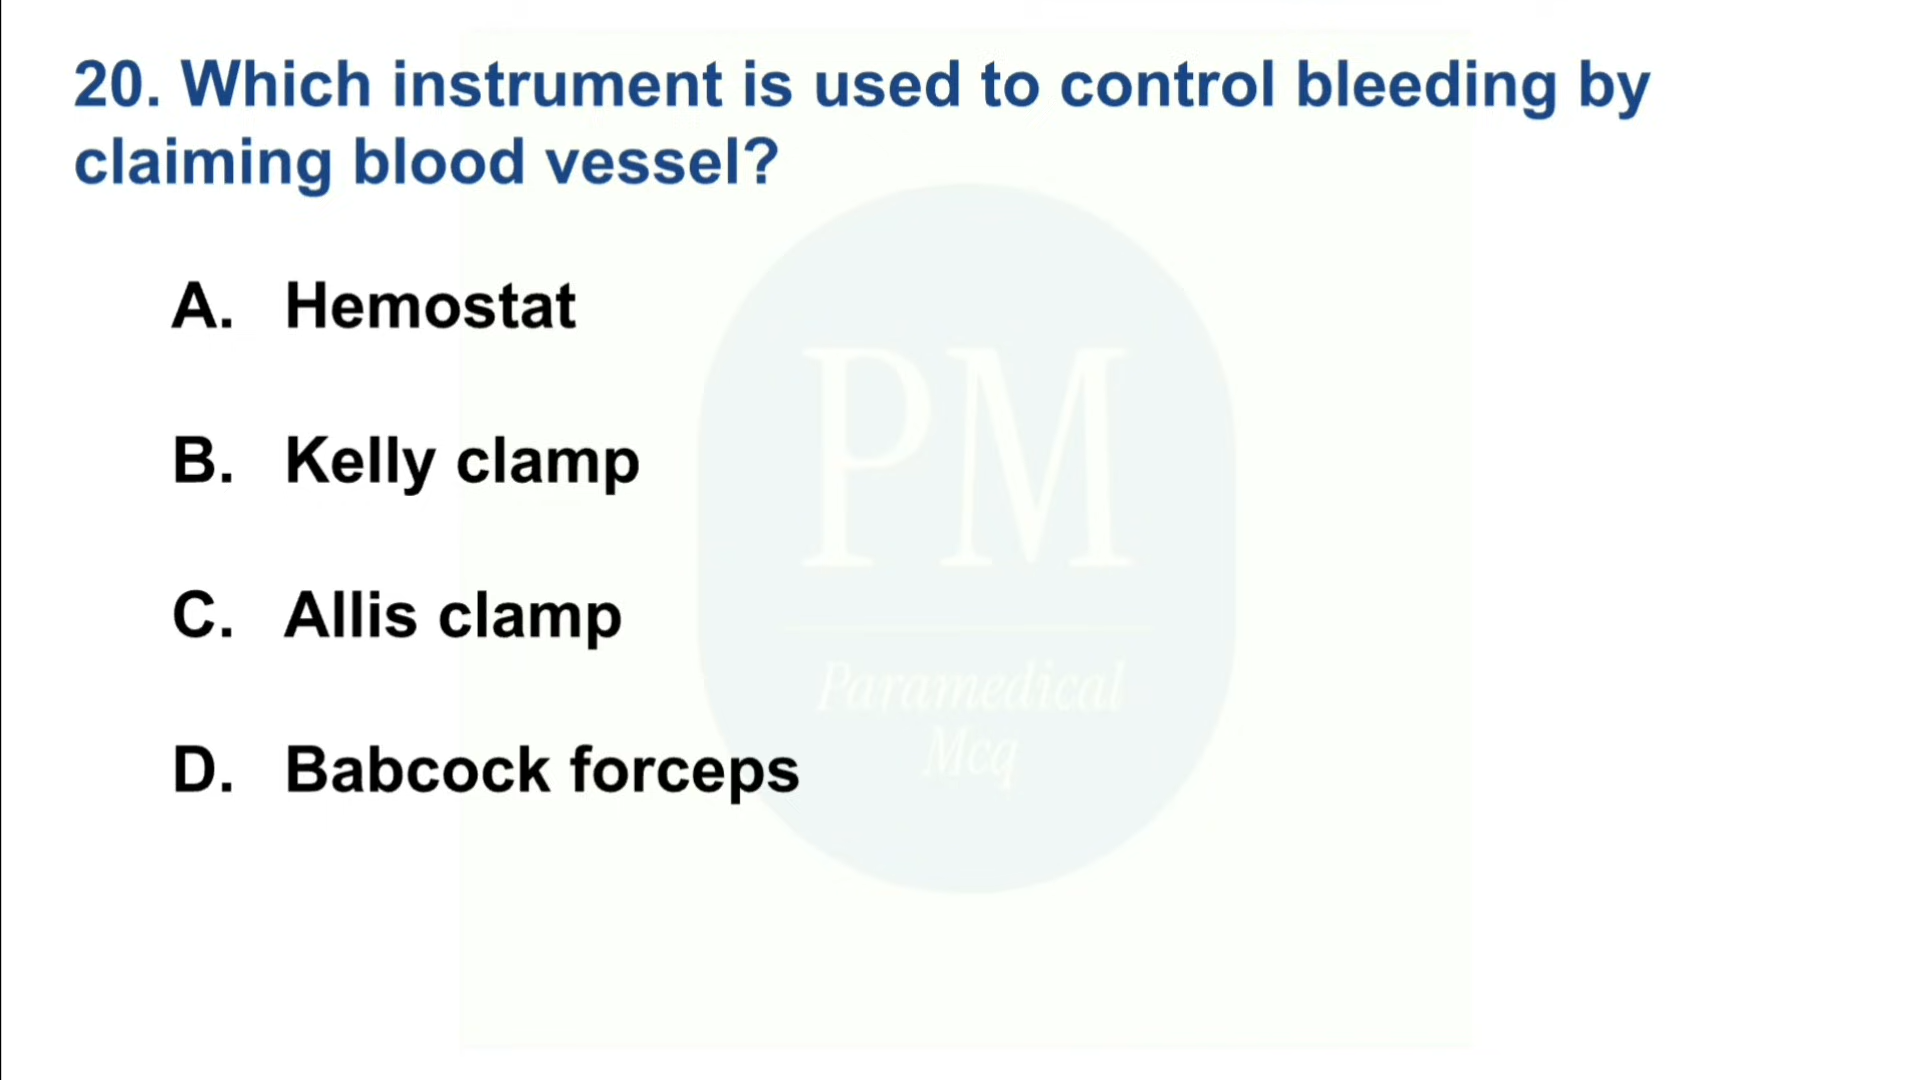 20. Which instrument is used to control bleeding by
claiming blood vessel?
A. Hemostat
B. Kelly clamp
C. Allis clamp
D. Babcock forceps
PM
Paramedical
Mcq